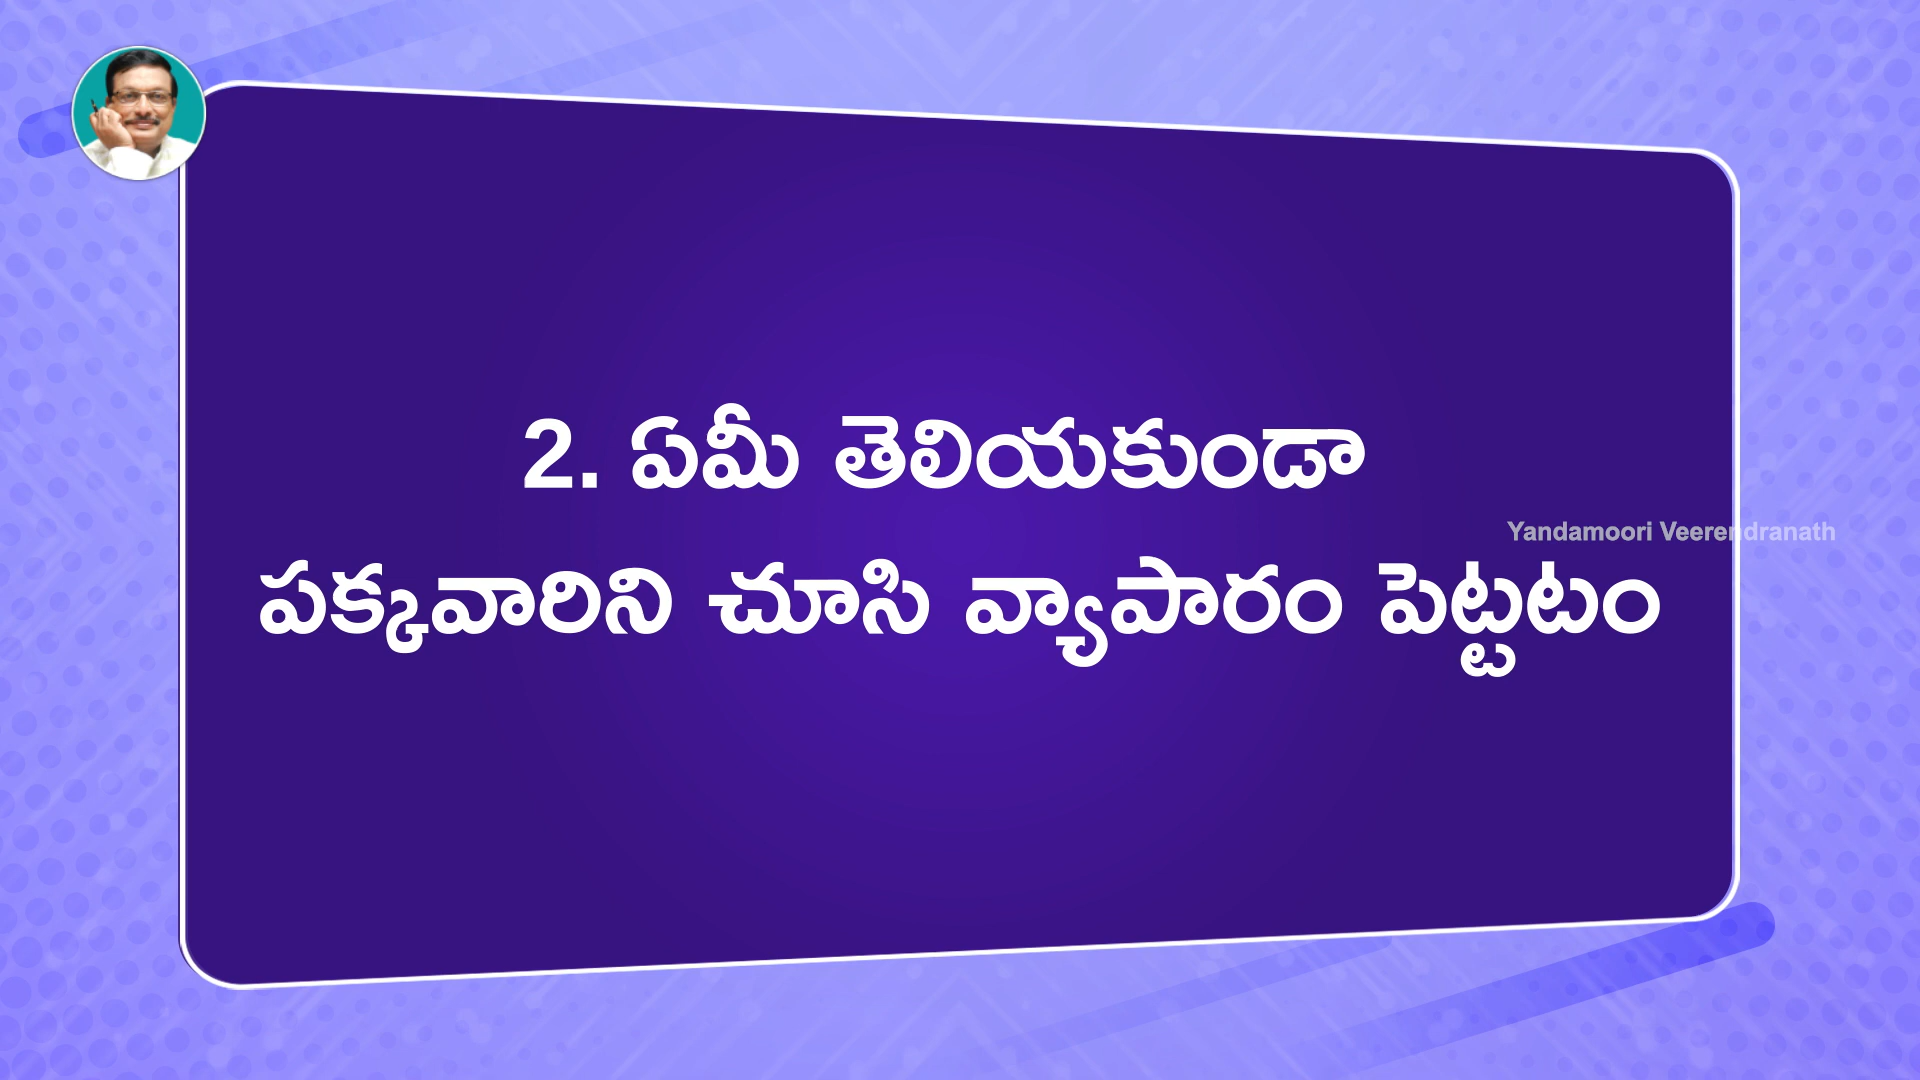 2. ఏమీ తెలియకుండా
Yandamoori Veerendranath
పక్కవారిని చూసి వ్యాపారం పెట్టటం